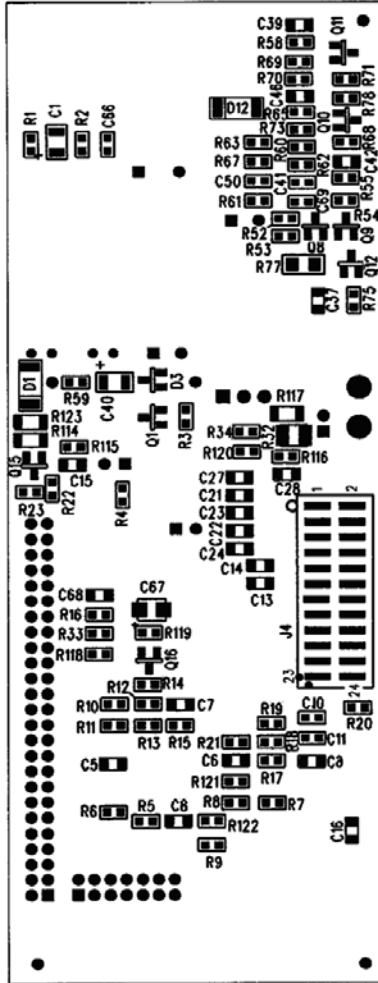 C39
Q11
R58
R69
R70
R71
C46
R78
D12
R65
Q10
R1
C1
R2
C66
R73
R63
R60
R68
R67
R62
C42
C50
C41
R55
R61
C69
R54
R52
R53
D8
Q9
R77
Q12
C37
R75
+
+
D1
R59
C40
D3
R117
R123
R114
Q1
R3
R34
R32
R115
R120
R116
Q15
C15
C27
C28
R23
R22
R4
C21
1
2
C23
C22
C24
C14
C13
C68
C67
R16
R33
R119
J4
R118
Q16
R12
R14
23
24
R10
C7
R19
C10
R20
R11
R13
R15
R21
R18
C11
C5
C6
R17
R121
R6
R5
C8
R8
R7
R122
C16
R9